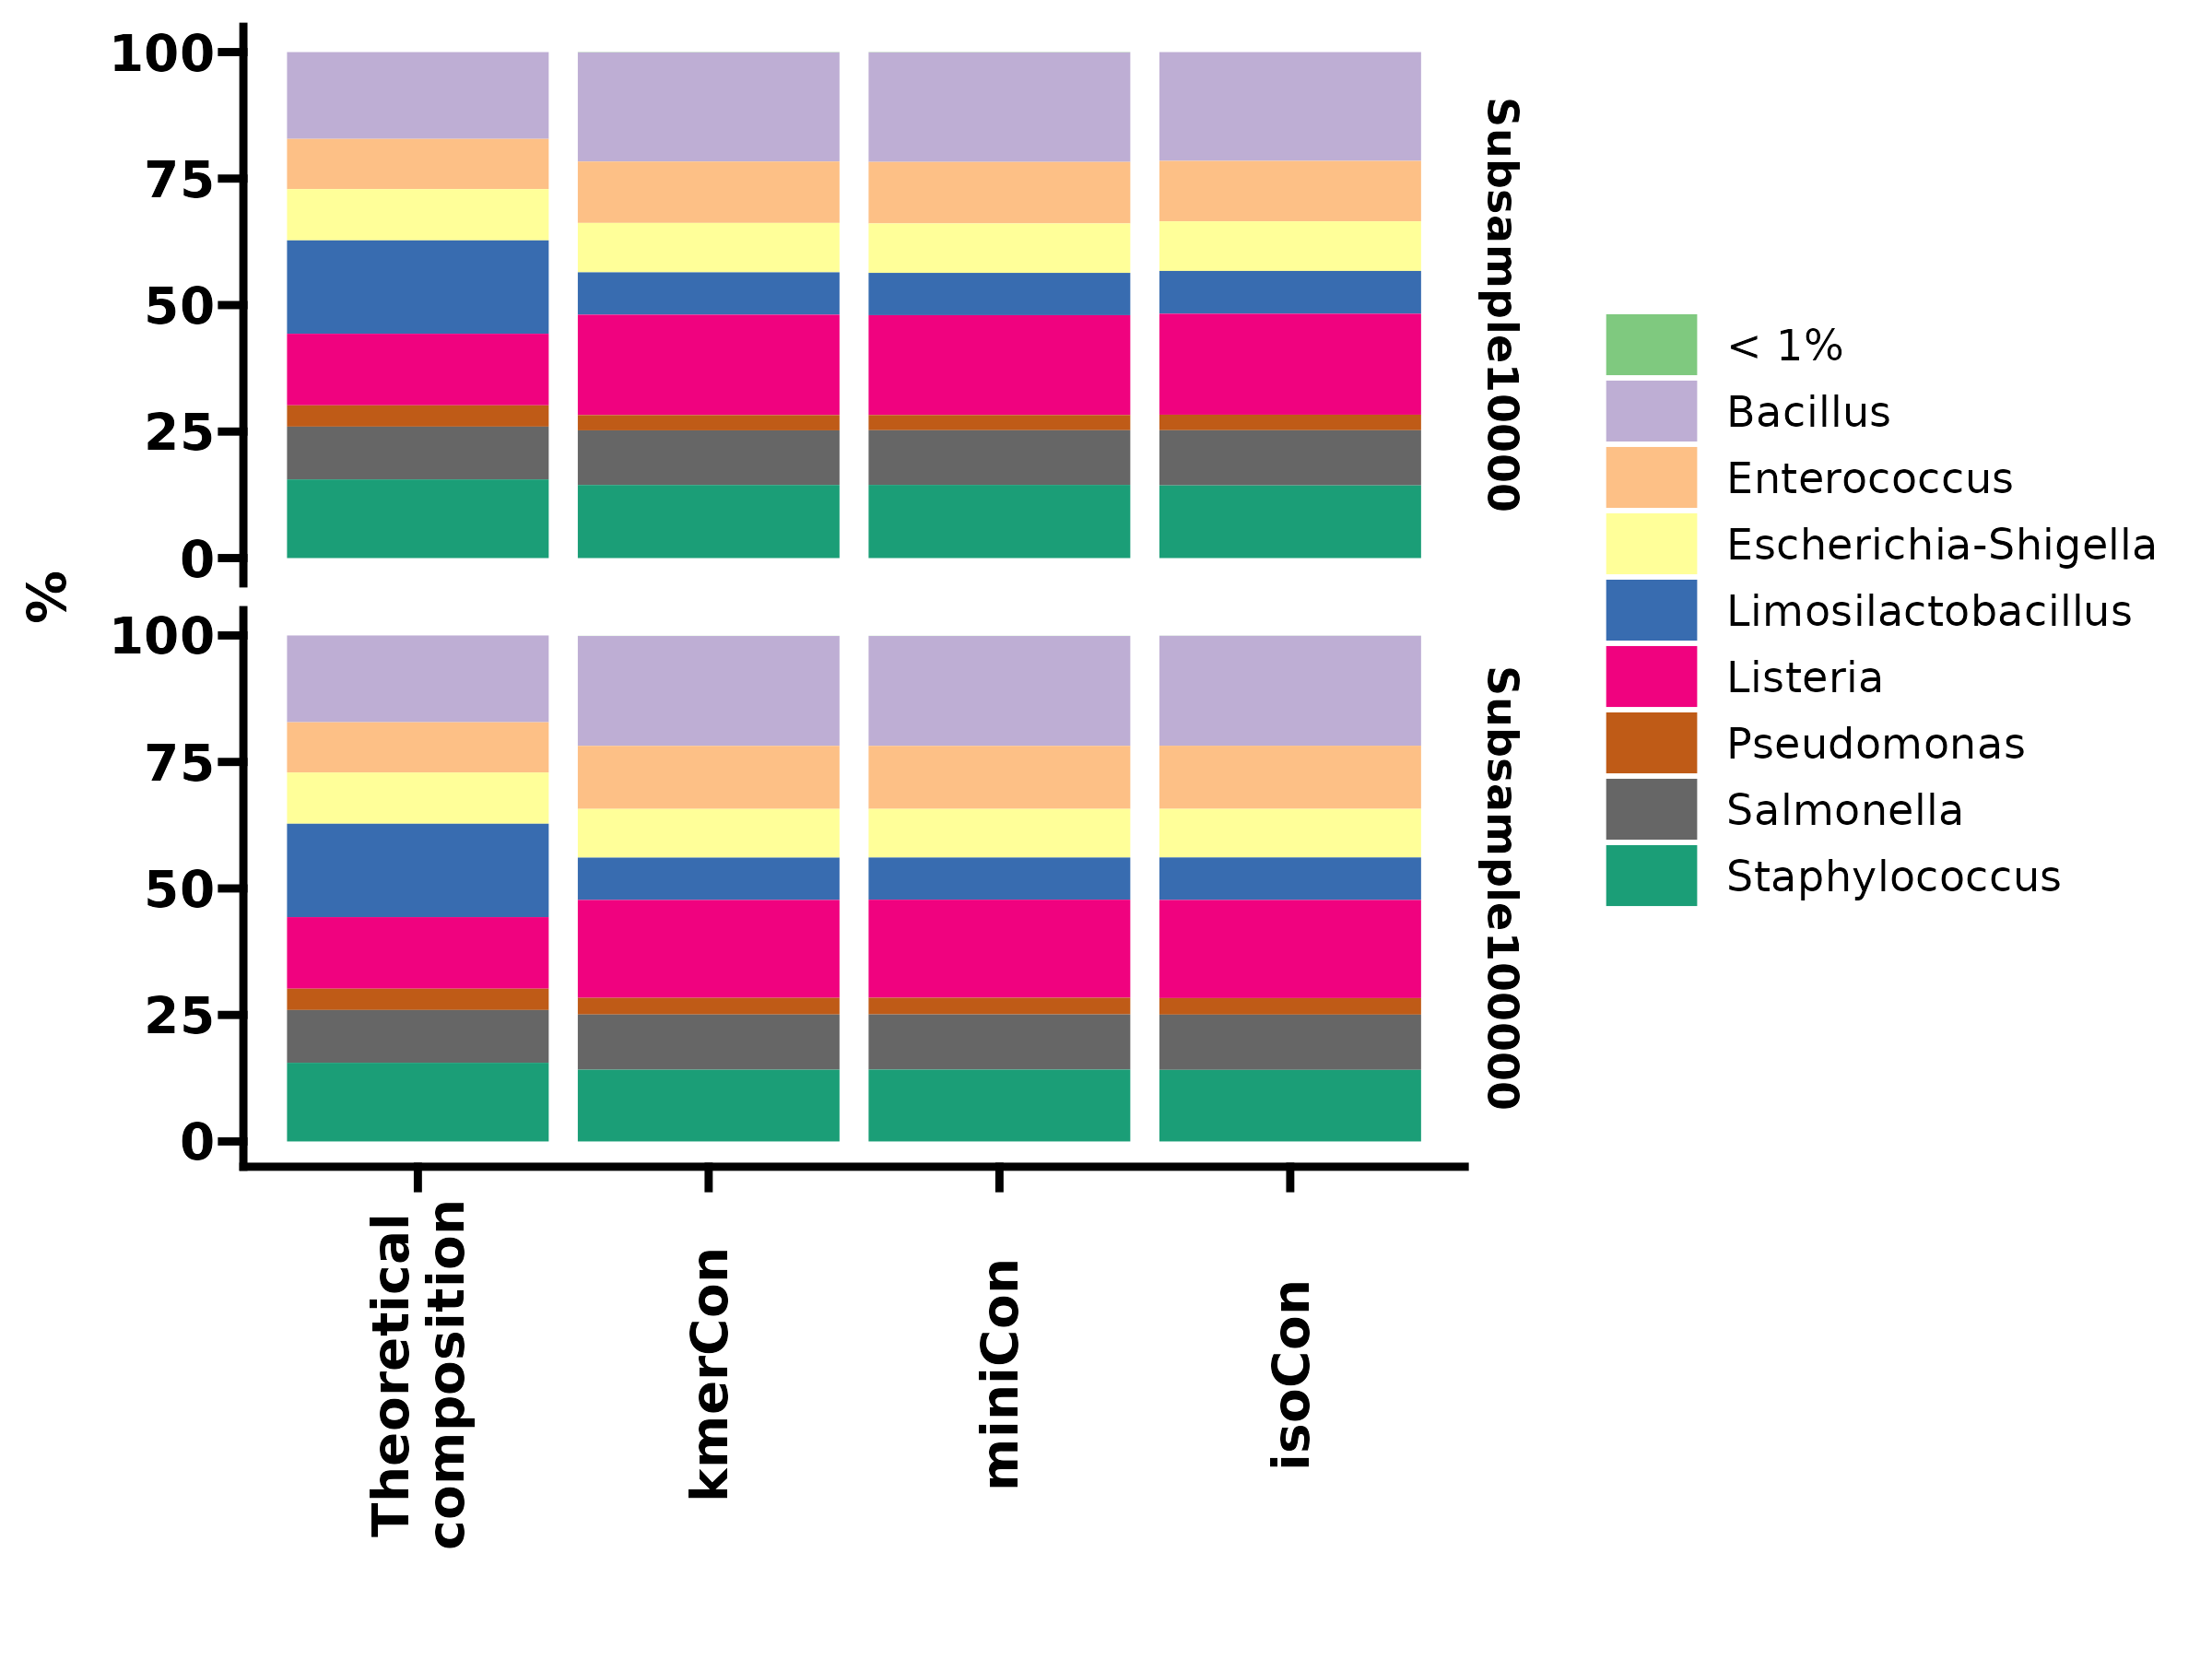 %
100
75
50
25
0
Subsample10000
100
75
50
25
0
Subsample100000
Theoretical
composition
kmerCon
miniCon
isoCon
< 1%
Bacillus
Enterococcus
Escherichia-Shigella
Limosilactobacillus
Listeria
Pseudomonas
Salmonella
Staphylococcus